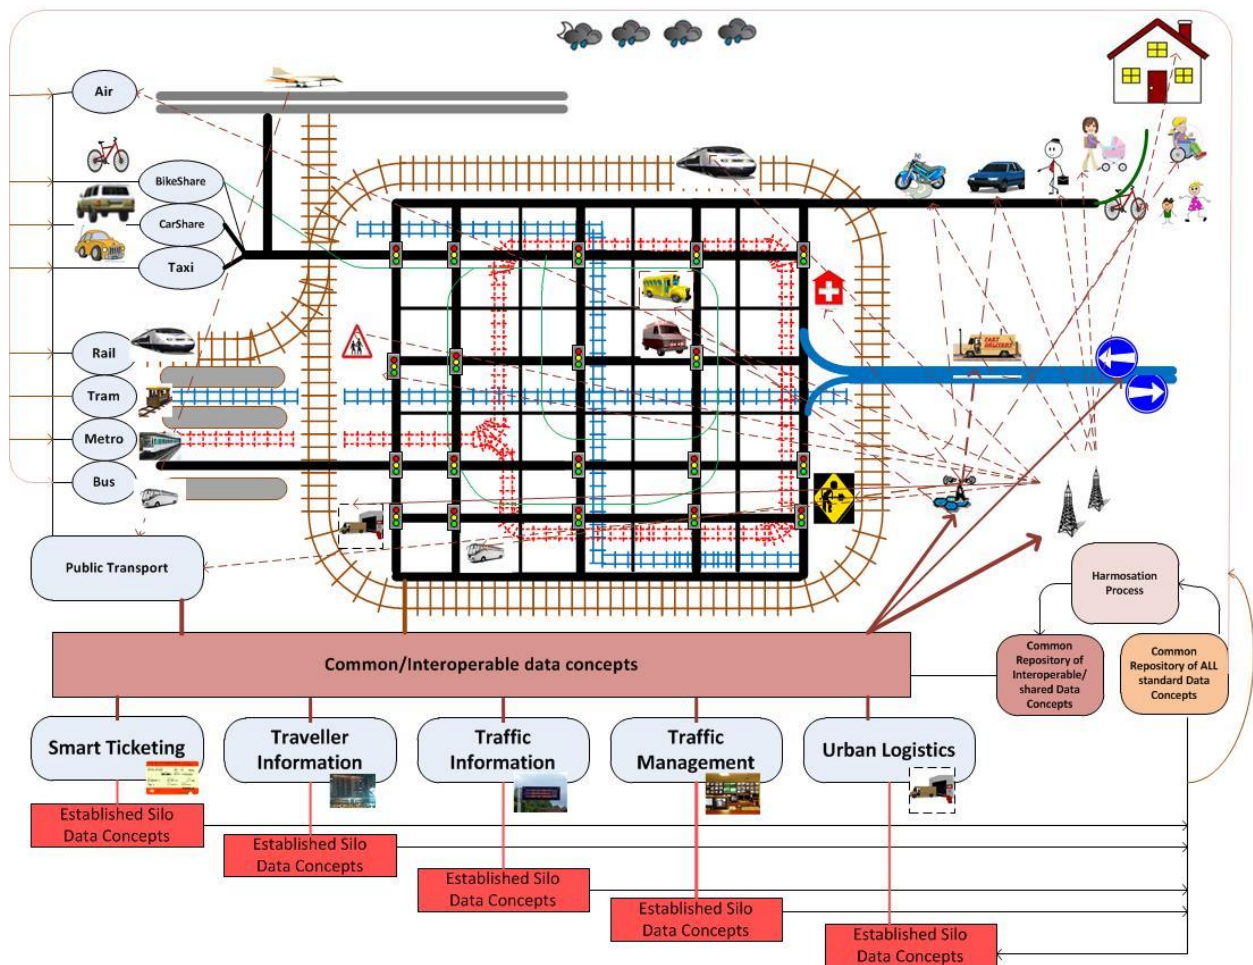 Air
BikeShare
CarShare
Taxi
Rail
Tram
Metro
Bus
Public Transport
FAST
DELIVERY
Harmosation
Process
Common/Interoperable data concepts
Common
Repository of
Interoperable/
shared Data
Concepts
Common
Repository of ALL
standard Data
Concepts
Smart Ticketing
Traveller
Information
Traffic
Information
Traffic
Management
Urban Logistics
Established Silo
Data Concepts
Established Silo
Data Concepts
Established Silo
Data Concepts
Established Silo
Data Concepts
Established Silo
Data Concepts